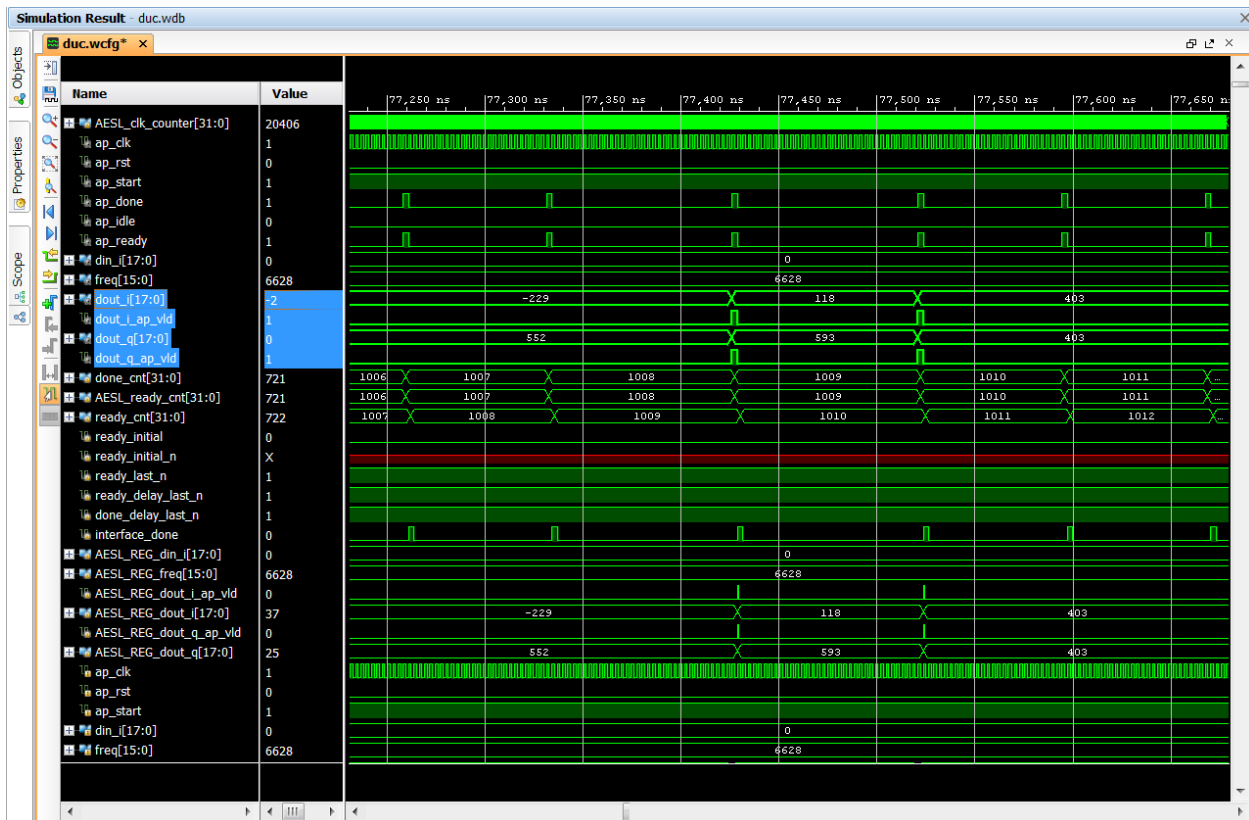 Simulation Result - duc.wdb
duc.wcfg*
Objects
Properties
Scope
Name Value
77,250 ns 77,300 ns 77,350 ns 77,400 ns 77,450 ns 77,500 ns 77,550 ns 77,600 ns 77,650 n
AESL_clk_counter[31:0] 20406
ap_clk 1
ap_rst 0
ap_start 1
ap_done 1
ap_idle 0
ap_ready 1
din_i[17:0] 0 0
freq[15:0] 6628 6628
dout_i[17:0] -2 -229 118 403
dout_i_ap_vld 1
dout_q[17:0] 0 552 593 403
dout_q_ap_vld 1
done_cnt[31:0] 721 1006 1007 1008 1009 1010 1011 ...
AESL_ready_cnt[31:0] 721 1006 1007 1008 1009 1010 1011 ...
ready_cnt[31:0] 722 1007 1008 1009 1010 1011 1012 ...
ready_initial 0
ready_initial_n X
ready_last_n 1
ready_delay_last_n 1
done_delay_last_n 1
interface_done 0
AESL_REG_din_i[17:0] 0 0
AESL_REG_freq[15:0] 6628 6628
AESL_REG_dout_i_ap_vld 0
AESL_REG_dout_i[17:0] 37 -229 118 403
AESL_REG_dout_q_ap_vld 0
AESL_REG_dout_q[17:0] 25 552 593 403
ap_clk 1
ap_rst 0
ap_start 1
din_i[17:0] 0 0
freq[15:0] 6628 6628